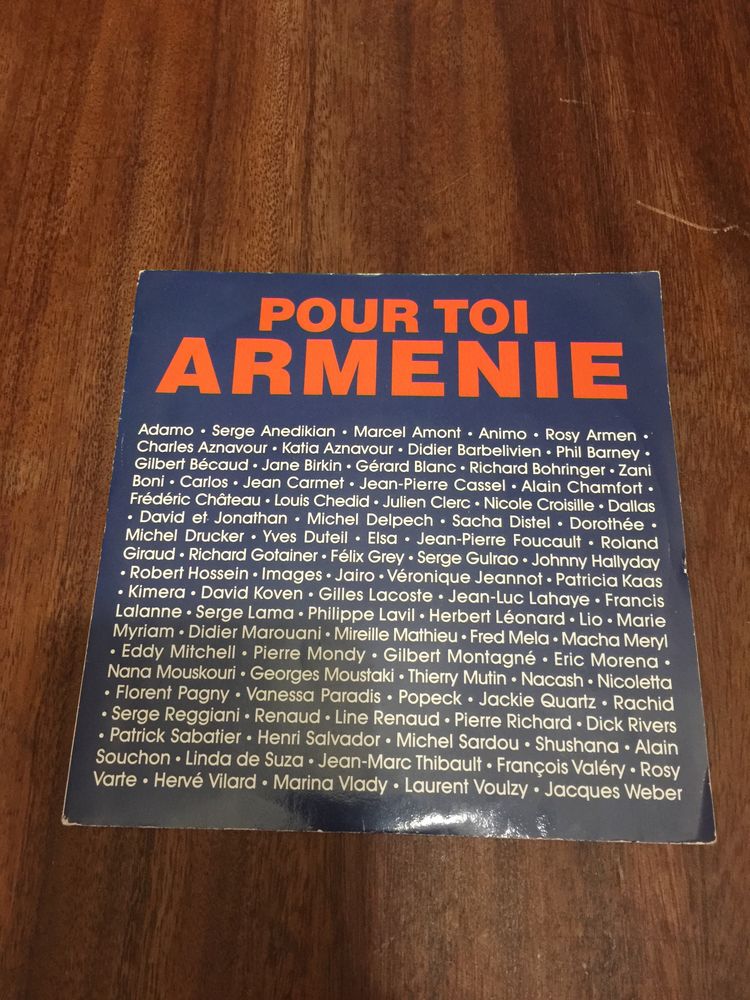 POUR TOI
ARMENIE
Adamo • Serge Anedikian • Marcel Amont • Animo • Rosy Armen •
Charles Aznavour • Katia Aznavour • Didier Barbelivien • Phil Barney •
Gilbert Bécaud • Jane Birkin • Gérard Blanc • Richard Bohringer • Zani
Boni • Carlos • Jean Carmet • Jean-Pierre Cassel • Alain Chamfort •
Frédéric Château • Louis Chedid • Julien Clerc • Nicole Croisille • Dallas
• David et Jonathan • Michel Delpech • Sacha Distel • Dorothée •
Michel Drucker • Yves Duteil • Elsa • Jean-Pierre Foucault • Roland
Giraud • Richard Gotainer • Félix Grey • Serge Gulrao • Johnny Hallyday
• Robert Hossein • Images • Jairo • Véronique Jeannot • Patricia Kaas
• Kimera • David Koven • Gilles Lacoste • Jean-Luc Lahaye • Francis
Lalanne • Serge Lama • Philippe Lavil • Herbert Léonard • Lio • Marie
Myriam • Didier Marouani • Mireille Mathieu • Fred Mela • Macha Meryl
• Eddy Mitchell • Pierre Mondy • Gilbert Montagné • Eric Morena •
Nana Mouskouri • Georges Moustaki • Thierry Mutin • Nacash • Nicoletta
• Florent Pagny • Vanessa Paradis • Popeck • Jackie Quartz • Rachid
• Serge Reggiani • Renaud • Line Renaud • Pierre Richard • Dick Rivers
• Patrick Sabatier • Henri Salvador • Michel Sardou • Shushana • Alain
Souchon • Linda de Suza • Jean-Marc Thibault • François Valéry • Rosy
Varte • Hervé Vilard • Marina Vlady • Laurent Voulzy • Jacques Weber